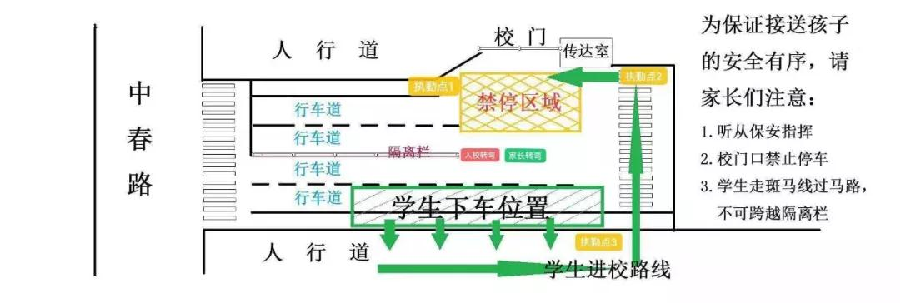 中春路
人行道
校门
传达室
执勤点1
执勤点2
禁停区域
行车道
行车道
隔离栏
入校转弯
家长转弯
行车道
行车道
学生下车位置
人行道
执勤点3
学生进校路线
为保证接送孩子
的安全有序，请
家长们注意：
1. 听从保安指挥
2. 校门口禁止停车
3. 学生走斑马线过马路，
不可跨越隔离栏